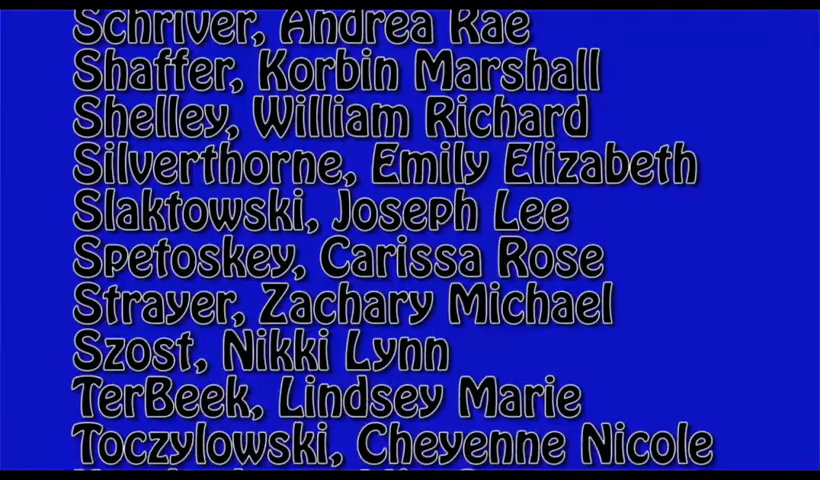 Schriver, Andrea Rae
Shaffer, Korbin Marshall
Shelley, William Richard
Silverthorne, Emily Elizabeth
Slaktowski, Joseph Lee
Spetoskey, Carissa Rose
Strayer, Zachary Michael
Szost, Nikki Lynn
TerBeek, Lindsey Marie
Toczylowski, Cheyenne Nicole